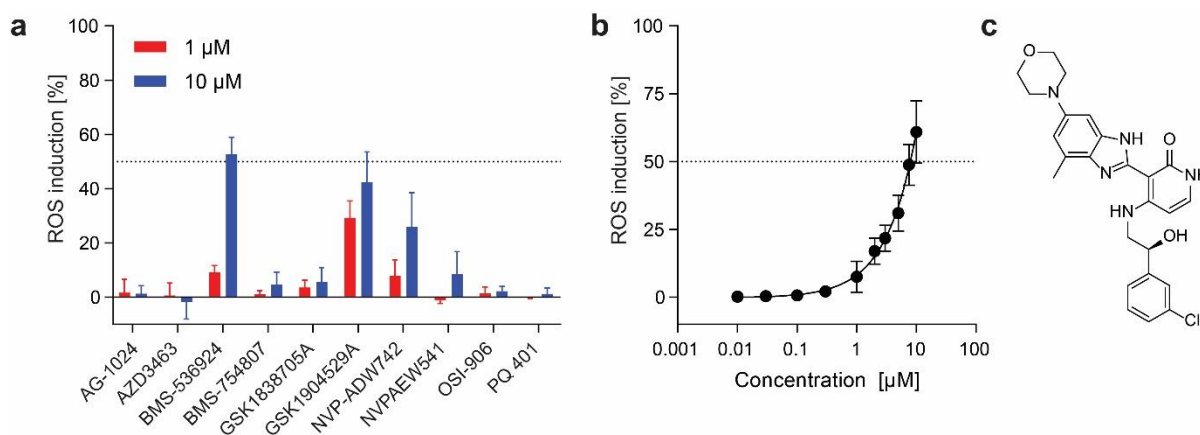 a
ROS induction [%]
100
80
60
40
20
0
1 µM
10 µM
AG-1024
AZD3463
BMS-536924
BMS-754807
GSK1838705A
GSK1904529A
NVP-ADW742
NVPAEW541
OSI-906
PQ 401
b
ROS induction [%]
100
75
50
25
0
0.001
0.01
0.1
1
10
100
Concentration [µM]
c
O
N
NH
O
N
NH
HN
OH
Cl